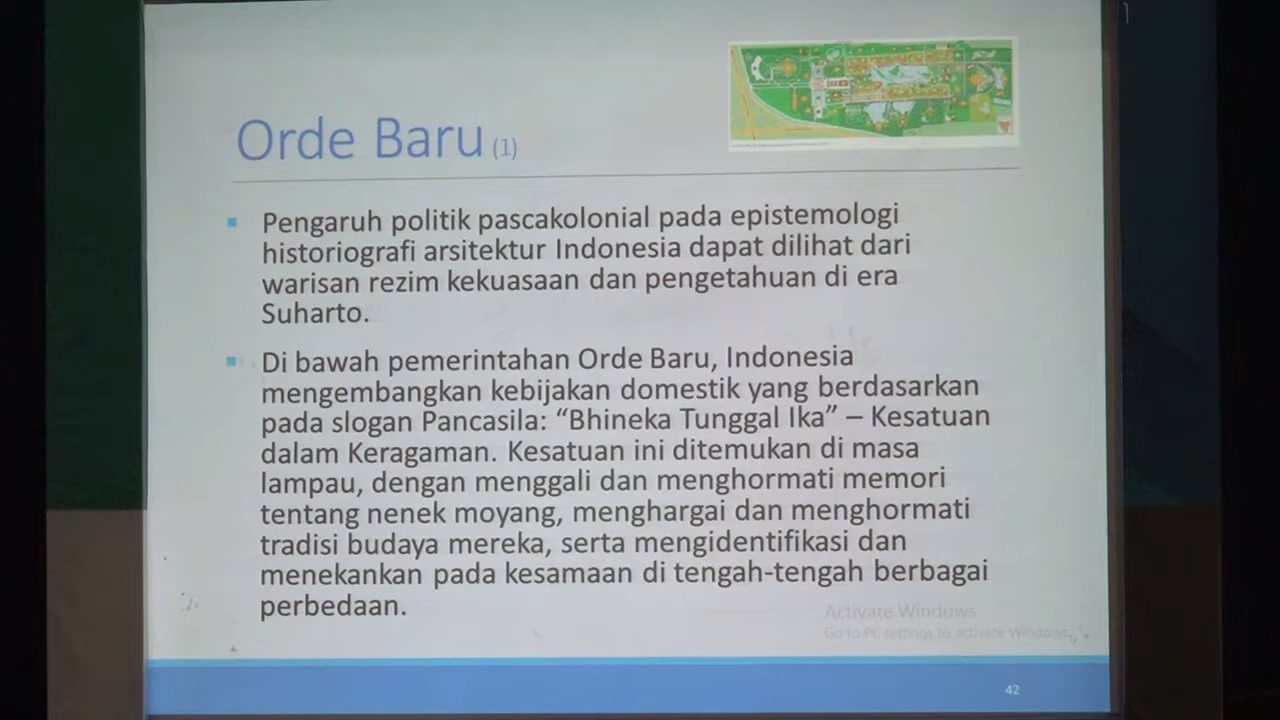 Orde Baru (1)
Pengaruh politik pascakolonial pada epistemologi
historiografi arsitektur Indonesia dapat dilihat dari
warisan rezim kekuasaan dan pengetahuan di era
Suharto.
Di bawah pemerintahan Orde Baru, Indonesia
mengembangkan kebijakan domestik yang berdasarkan
pada slogan Pancasila: “Bhineka Tunggal Ika” – Kesatuan
dalam Keragaman. Kesatuan ini ditemukan di masa
lampau, dengan menggali dan menghormati memori
tentang nenek moyang, menghargai dan menghormati
tradisi budaya mereka, serta mengidentifikasi dan
menekankan pada kesamaan di tengah-tengah berbagai
perbedaan.
Activate Windows
Go to PC settings to activate Windows.
42